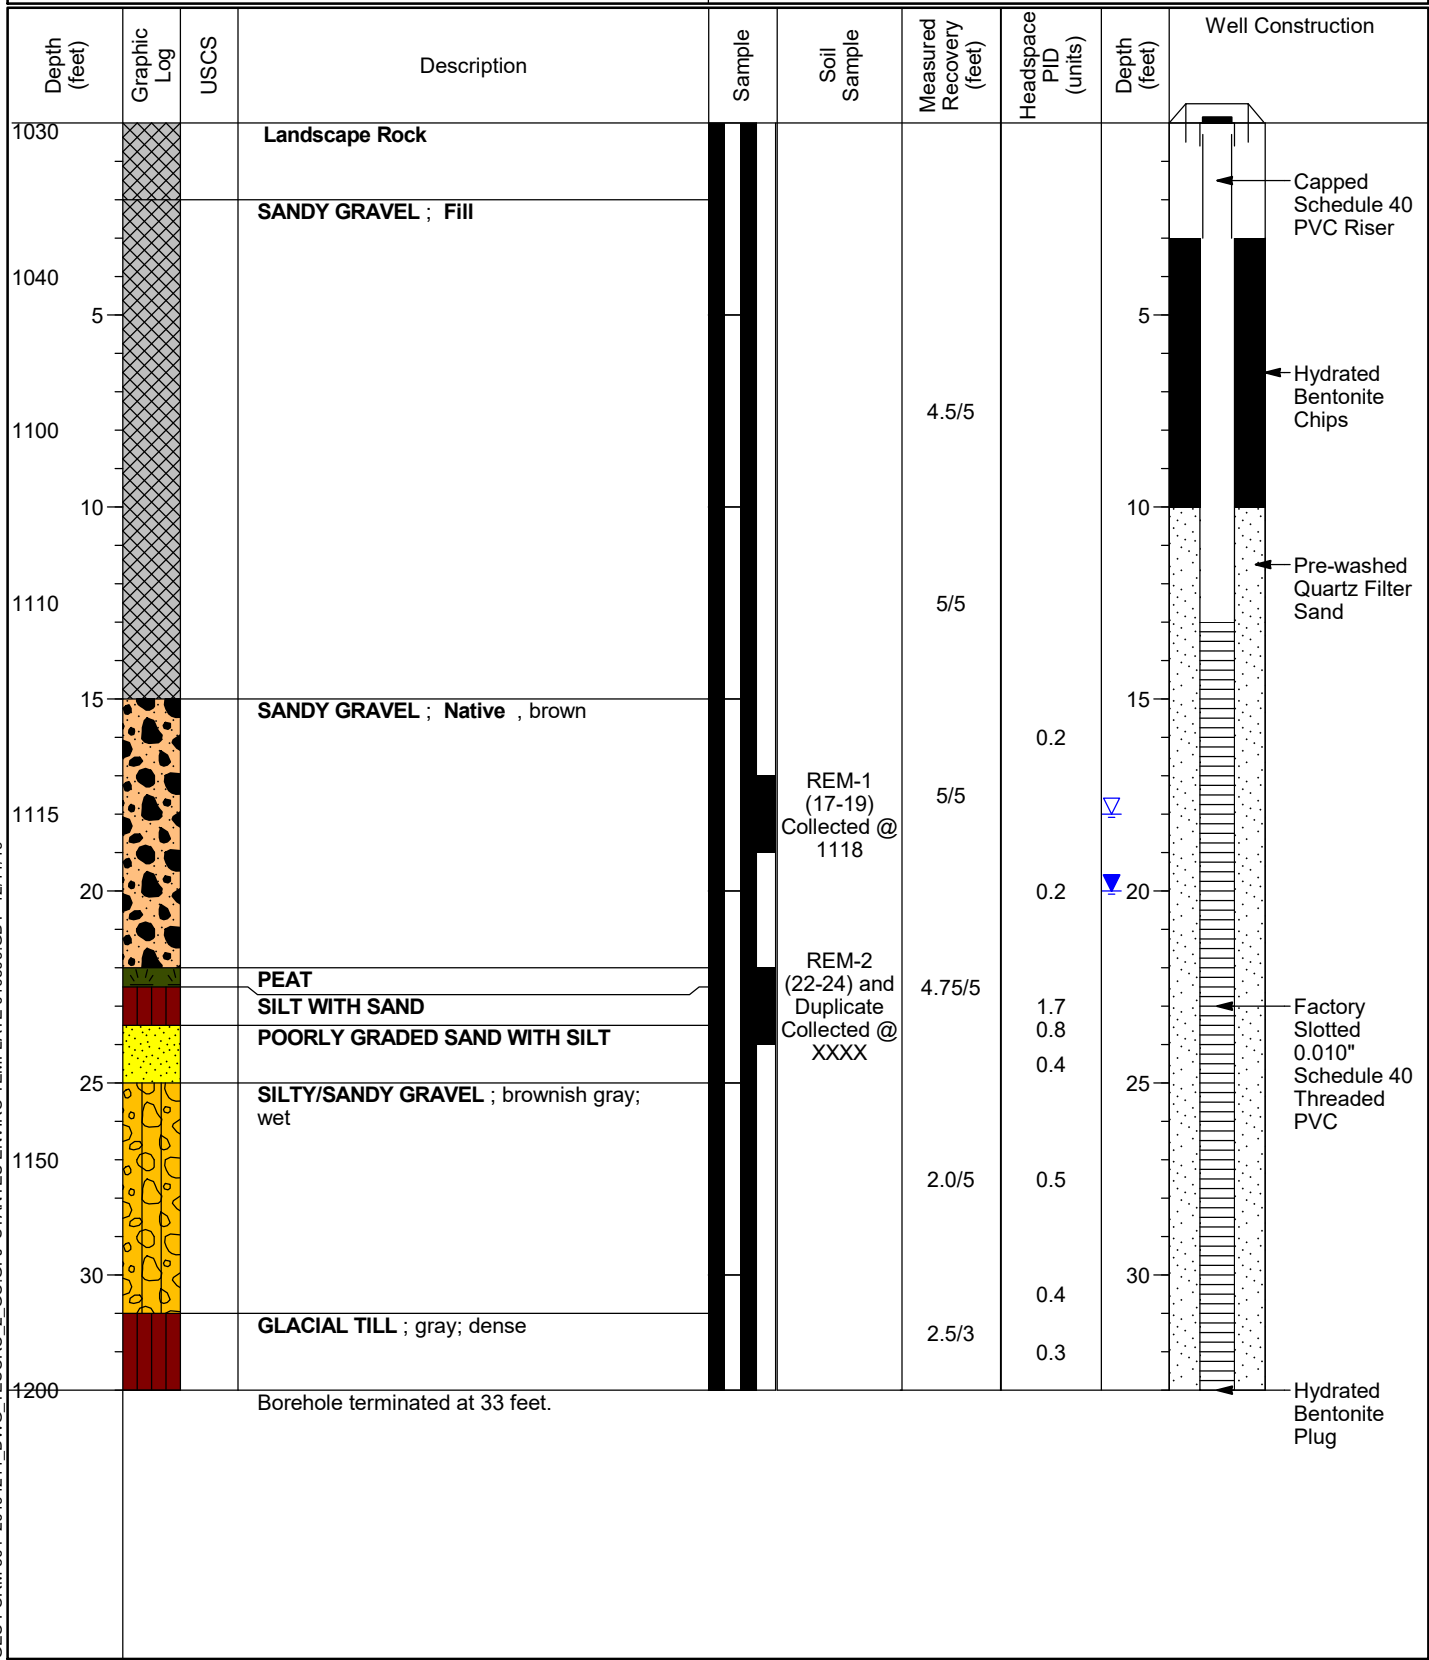 Depth
(feet)
Graphic
Log
USCS
Description
Sample
Soil
Sample
Measured
Recovery
(feet)
Headspace
PID
(units)
Depth
(feet)
Well Construction
1030
Landscape Rock
Capped
Schedule 40
PVC Riser
SANDY GRAVEL ; Fill
1040
5
5
Hydrated
Bentonite
Chips
4.5/5
1100
10
10
Pre-washed
Quartz Filter
Sand
1110
5/5
15
SANDY GRAVEL ; Native , brown
15
0.2
REM-1
(17-19)
Collected @
1118
5/5
1115
20
0.2
20
PEAT
REM-2
(22-24) and
Duplicate
Collected @
XXXX
4.75/5
SILT WITH SAND
1.7
Factory
Slotted
0.010"
Schedule 40
Threaded
PVC
POORLY GRADED SAND WITH SILT
0.8
0.4
25
SILTY/SANDY GRAVEL ; brownish gray;
wet
25
1150
2.0/5
0.5
30
0.4
30
GLACIAL TILL ; gray; dense
2.5/3
0.3
1200
Borehole terminated at 33 feet.
Hydrated
Bentonite
Plug